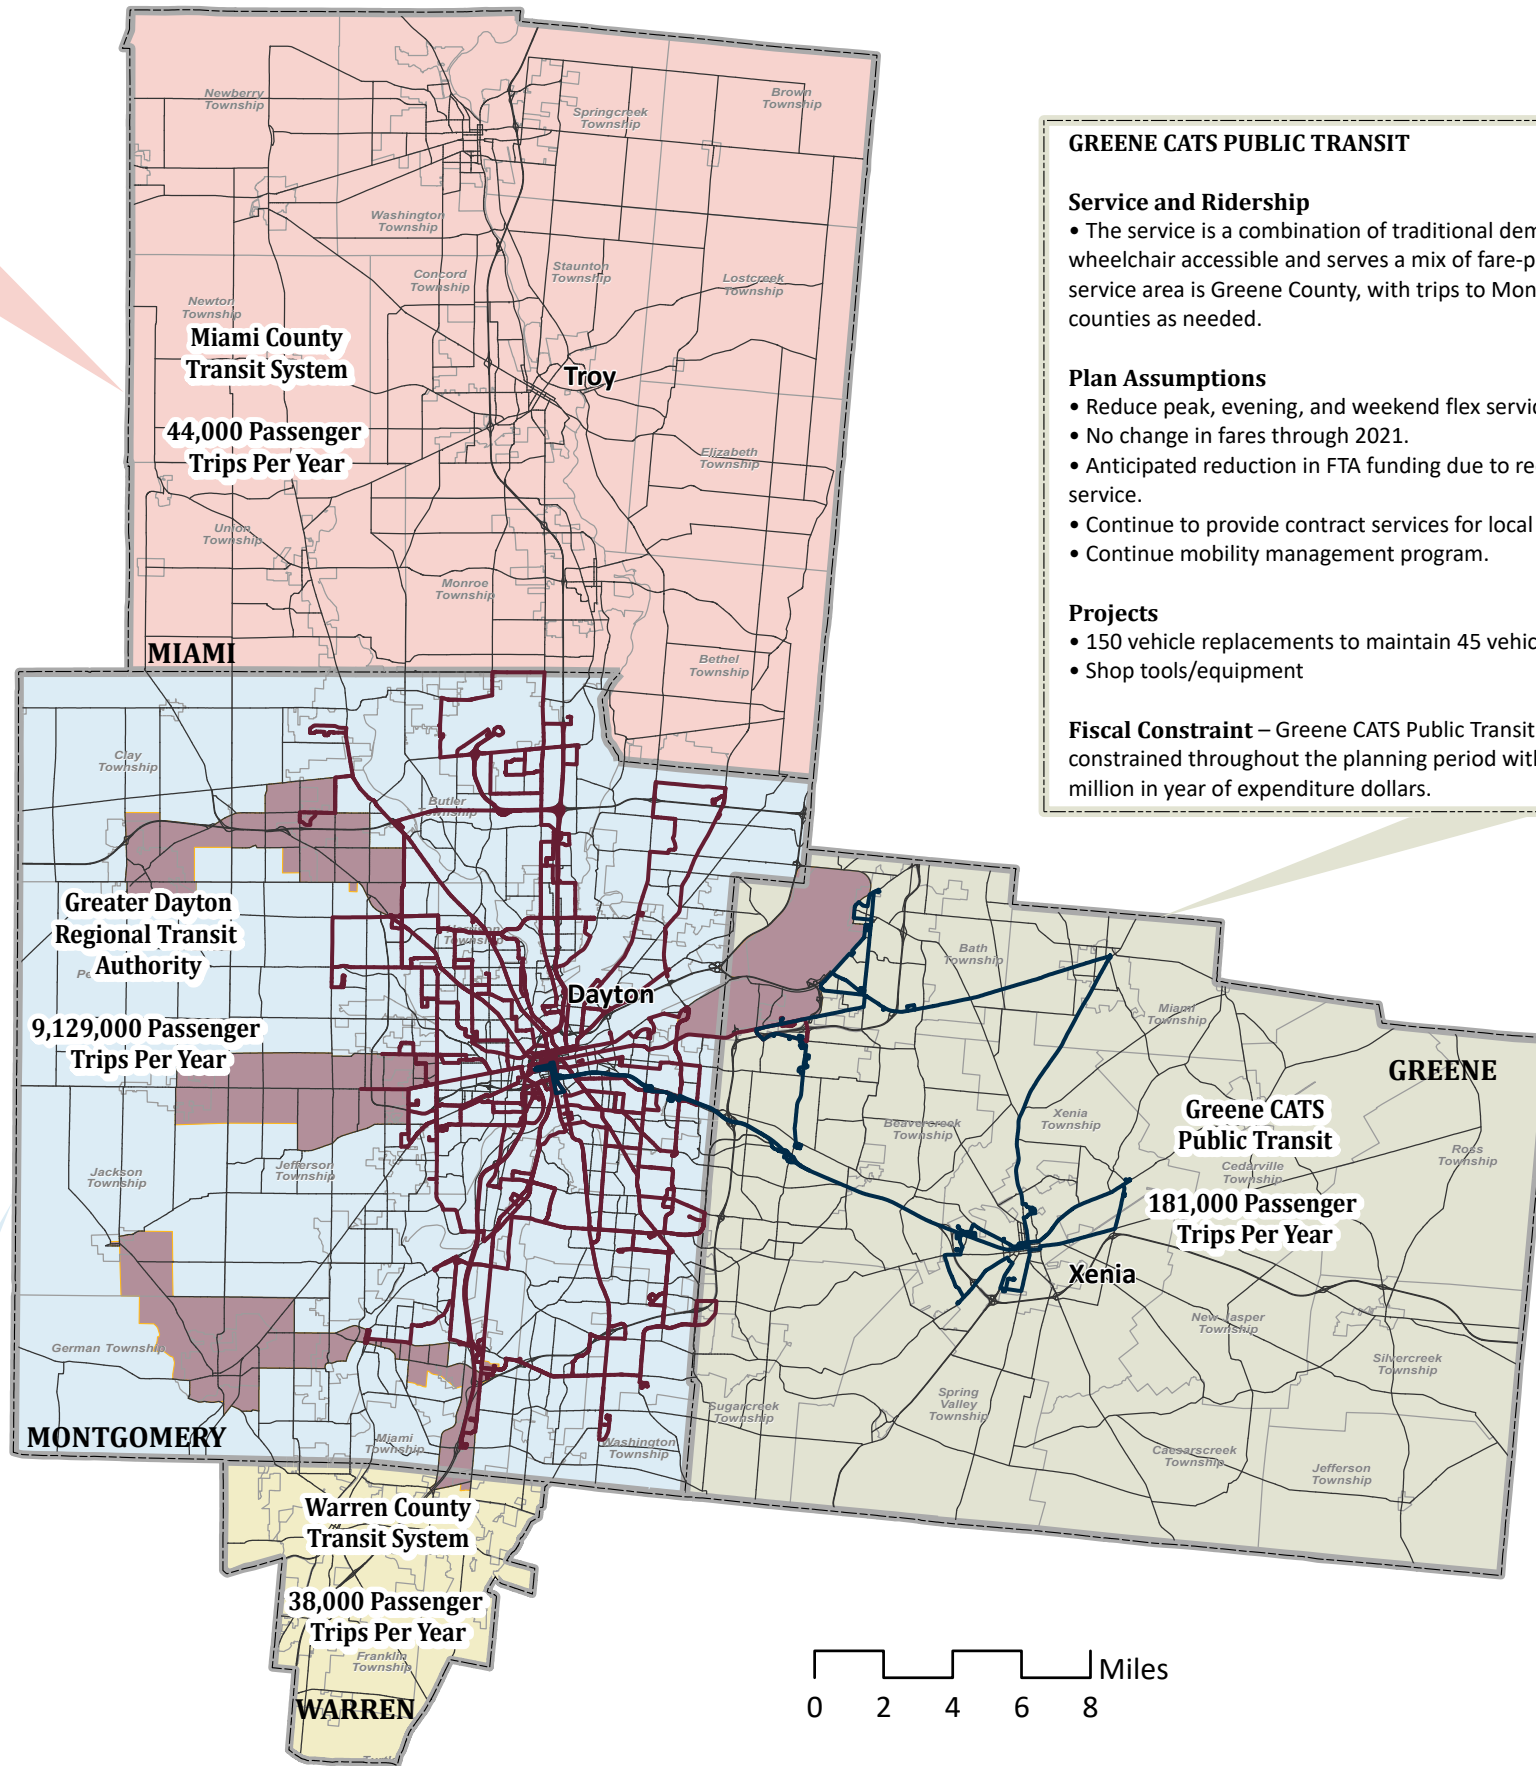 Newberry
Township
Springcreek
Township
Brown
Township
Washington
Township
Concord
Township
Staunton
Township
Lostcreek
Township
Newton
Township
Miami County
Transit System
Troy
44,000 Passenger
Trips Per Year
Elizabeth
Township
Union
Township
Monroe
Township
Bethel
Township
MIAMI
GREENE CATS PUBLIC TRANSIT
Service and Ridership
• The service is a combination of traditional dem
wheelchair accessible and serves a mix of fare-p
service area is Greene County, with trips to Mon
counties as needed.
Plan Assumptions
• Reduce peak, evening, and weekend flex servic
• No change in fares through 2021.
• Anticipated reduction in FTA funding due to re
service.
• Continue to provide contract services for local
• Continue mobility management program.
Projects
• 150 vehicle replacements to maintain 45 vehic
• Shop tools/equipment
Fiscal Constraint – Greene CATS Public Transit
constrained throughout the planning period with
million in year of expenditure dollars.
Clay
Township
Butler
Township
Greater Dayton
Regional Transit
Authority
Harrison
Township
9,129,000 Passenger
Trips Per Year
Dayton
Jackson
Township
Jefferson
Township
German Township
Miami
Township
Washington
Township
MONTGOMERY
Bath
Township
Miami
Township
GREENE
Greene CATS
Public Transit
Beavercreek
Township
Xenia
Township
Cedarville
Township
Ross
Township
181,000 Passenger
Trips Per Year
Xenia
New Jasper
Township
Silvercreek
Township
Sugarcreek
Township
Spring
Valley
Township
Caesarscreek
Township
Jefferson
Township
Warren County
Transit System
38,000 Passenger
Trips Per Year
Franklin
Township
WARREN
Miles
0 2 4 6 8